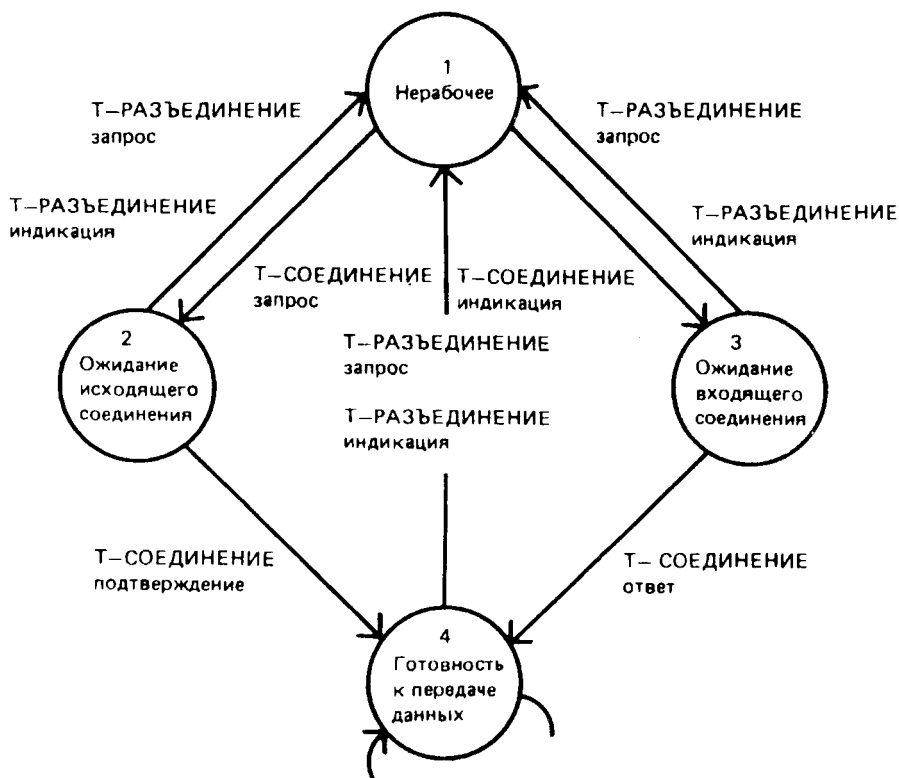 1
Нерабочее
Т—РАЗЪЕДИНЕНИЕ
запрос
Т—РАЗЪЕДИНЕНИЕ
запрос
Т—РАЗЪЕДИНЕНИЕ
индикация
Т—РАЗЪЕДИНЕНИЕ
индикация
Т—СОЕДИНЕНИЕ
запрос
Т—СОЕДИНЕНИЕ
индикация
2
Ожидание
исходящего
соединения
Т—РАЗЪЕДИНЕНИЕ
запрос
Т—РАЗЪЕДИНЕНИЕ
индикация
3
Ожидание
входящего
соединения
Т—СОЕДИНЕНИЕ
подтверждение
Т— СОЕДИНЕНИЕ
ответ
4
Готовность
к передаче
данных